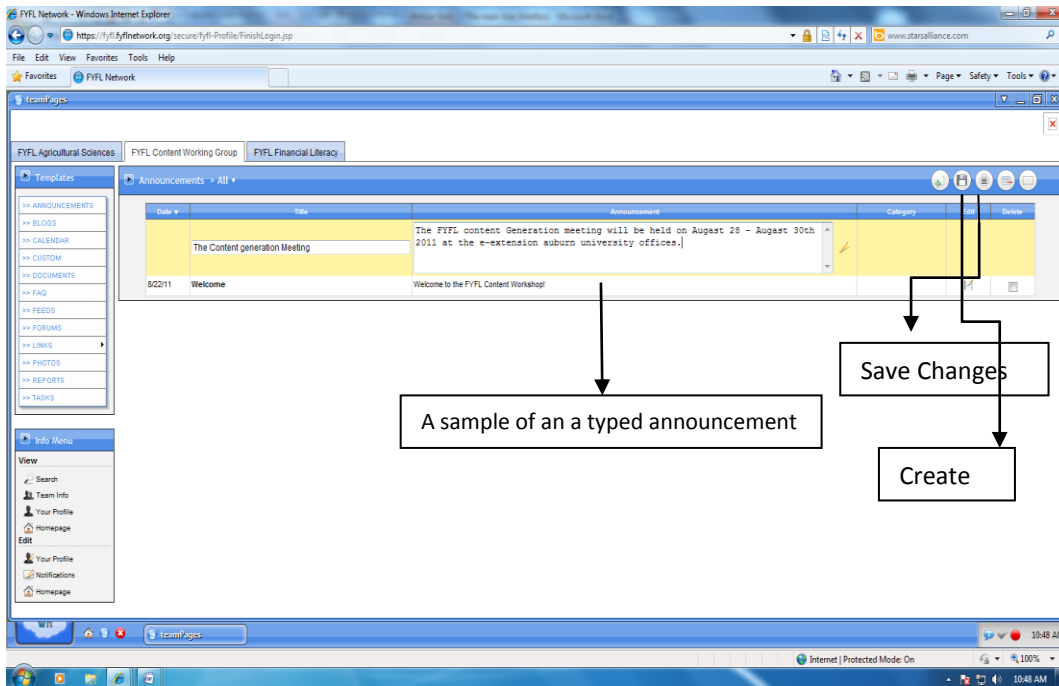 FYFL Network - Windows Internet Explorer
https://fyfl.fyflnetwork.org/secure/fyfl-Profile/FinishLogin.jsp
www.starsalliance.com
File Edit View Favorites Tools Help
Favorites FYFL Network Page Safety Tools
teamPages
FYFL Agricultural Sciences FYFL Content Working Group FYFL Financial Literacy
Templates
>> ANNOUNCEMENTS
>> BLOGS
>> CALENDAR
>> CUSTOM
>> DOCUMENTS
>> FAQ
>> FEEDS
>> FORUMS
>> LINKS
>> PHOTOS
>> REPORTS
>> TASKS
Announcements > All
Date Title Announcement Category Edit Delete
The Content generation Meeting
The FYFL content Generation meeting will be held on Augast 28 - Augast 30th
2011 at the e-extension auburn university offices.
8/22/11 Welcome Welcome to the FYFL Content Workshop!
Save Changes
A sample of an a typed announcement
Create
Info Menu
View
Search
Team Info
Your Profile
Homepage
Edit
Your Profile
Notifications
Homepage
teamPages 10:48 AM
Internet | Protected Mode: On 100%
10:48 AM